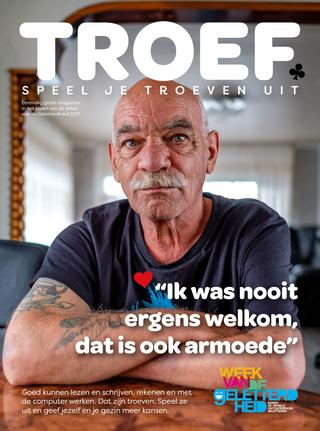 TROEF
SPEEL JE TROEVEN UIT
Eenmalig gratis magazine
in het kader van de Week
van de Geletterdheid 2017
“Ik was nooit
ergens welkom,
dat is ook armoede”
WEEK
VAN DE
GELETTERD
HEID
Goed kunnen lezen en schrijven, rekenen en met
de computer werken. Dat zijn troeven. Speel ze
uit en geef jezelf en je gezin meer kansen.